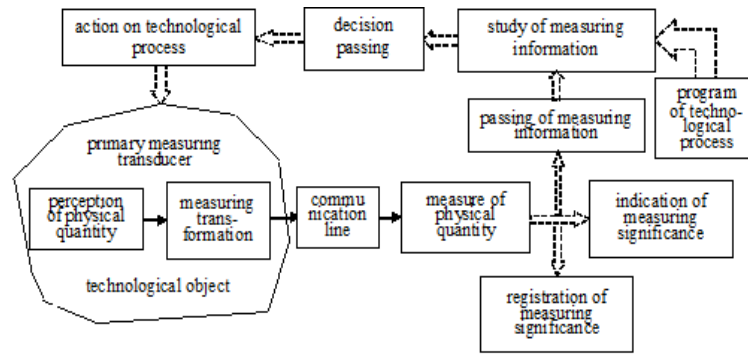 action on technological
process
decision
passing
study of measuring
information
program
of techno-
logical
process
passing of measuring
information
primary measuring
transducer
perception
of physical
quantity
measuring
trans-
formation
commu
nication
line
measure of
physical
quantity
indication of
measuring
significance
technological object
registration of
measuring
significance